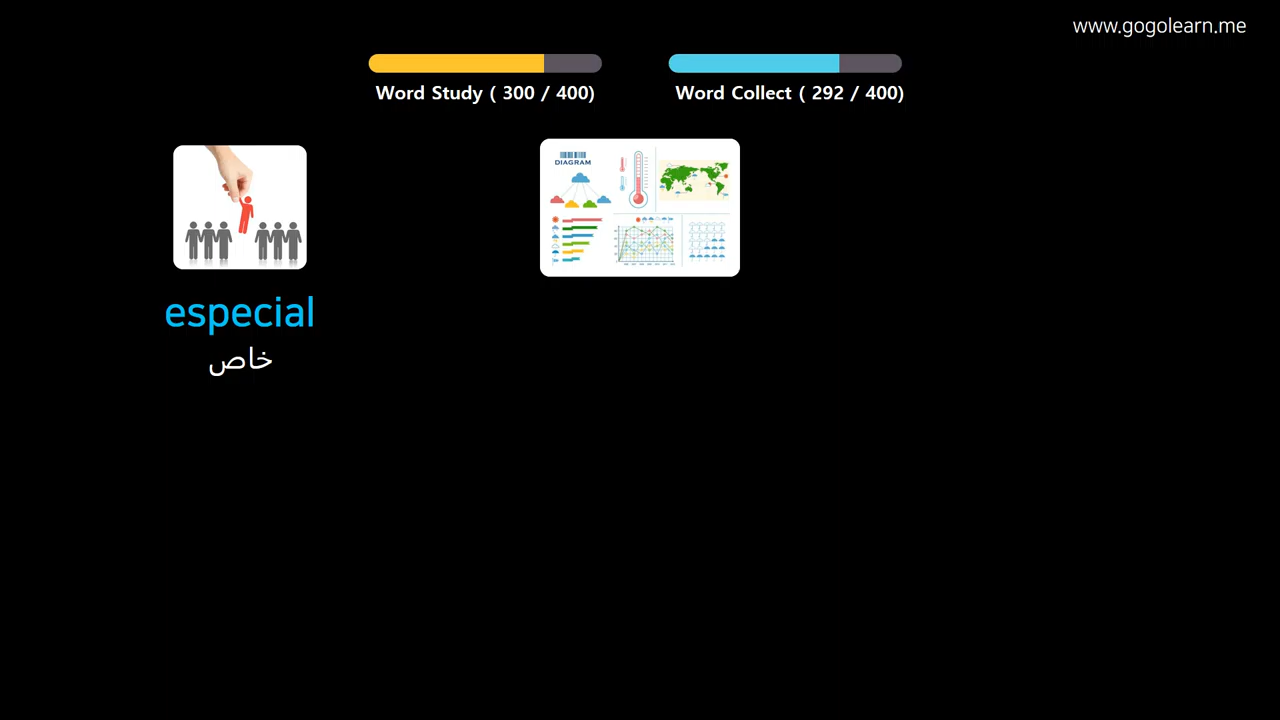 www.gogolearn.me
Word Study ( 300 / 400)
Word Collect ( 292 / 400)
DIAGRAM
especial
خاص